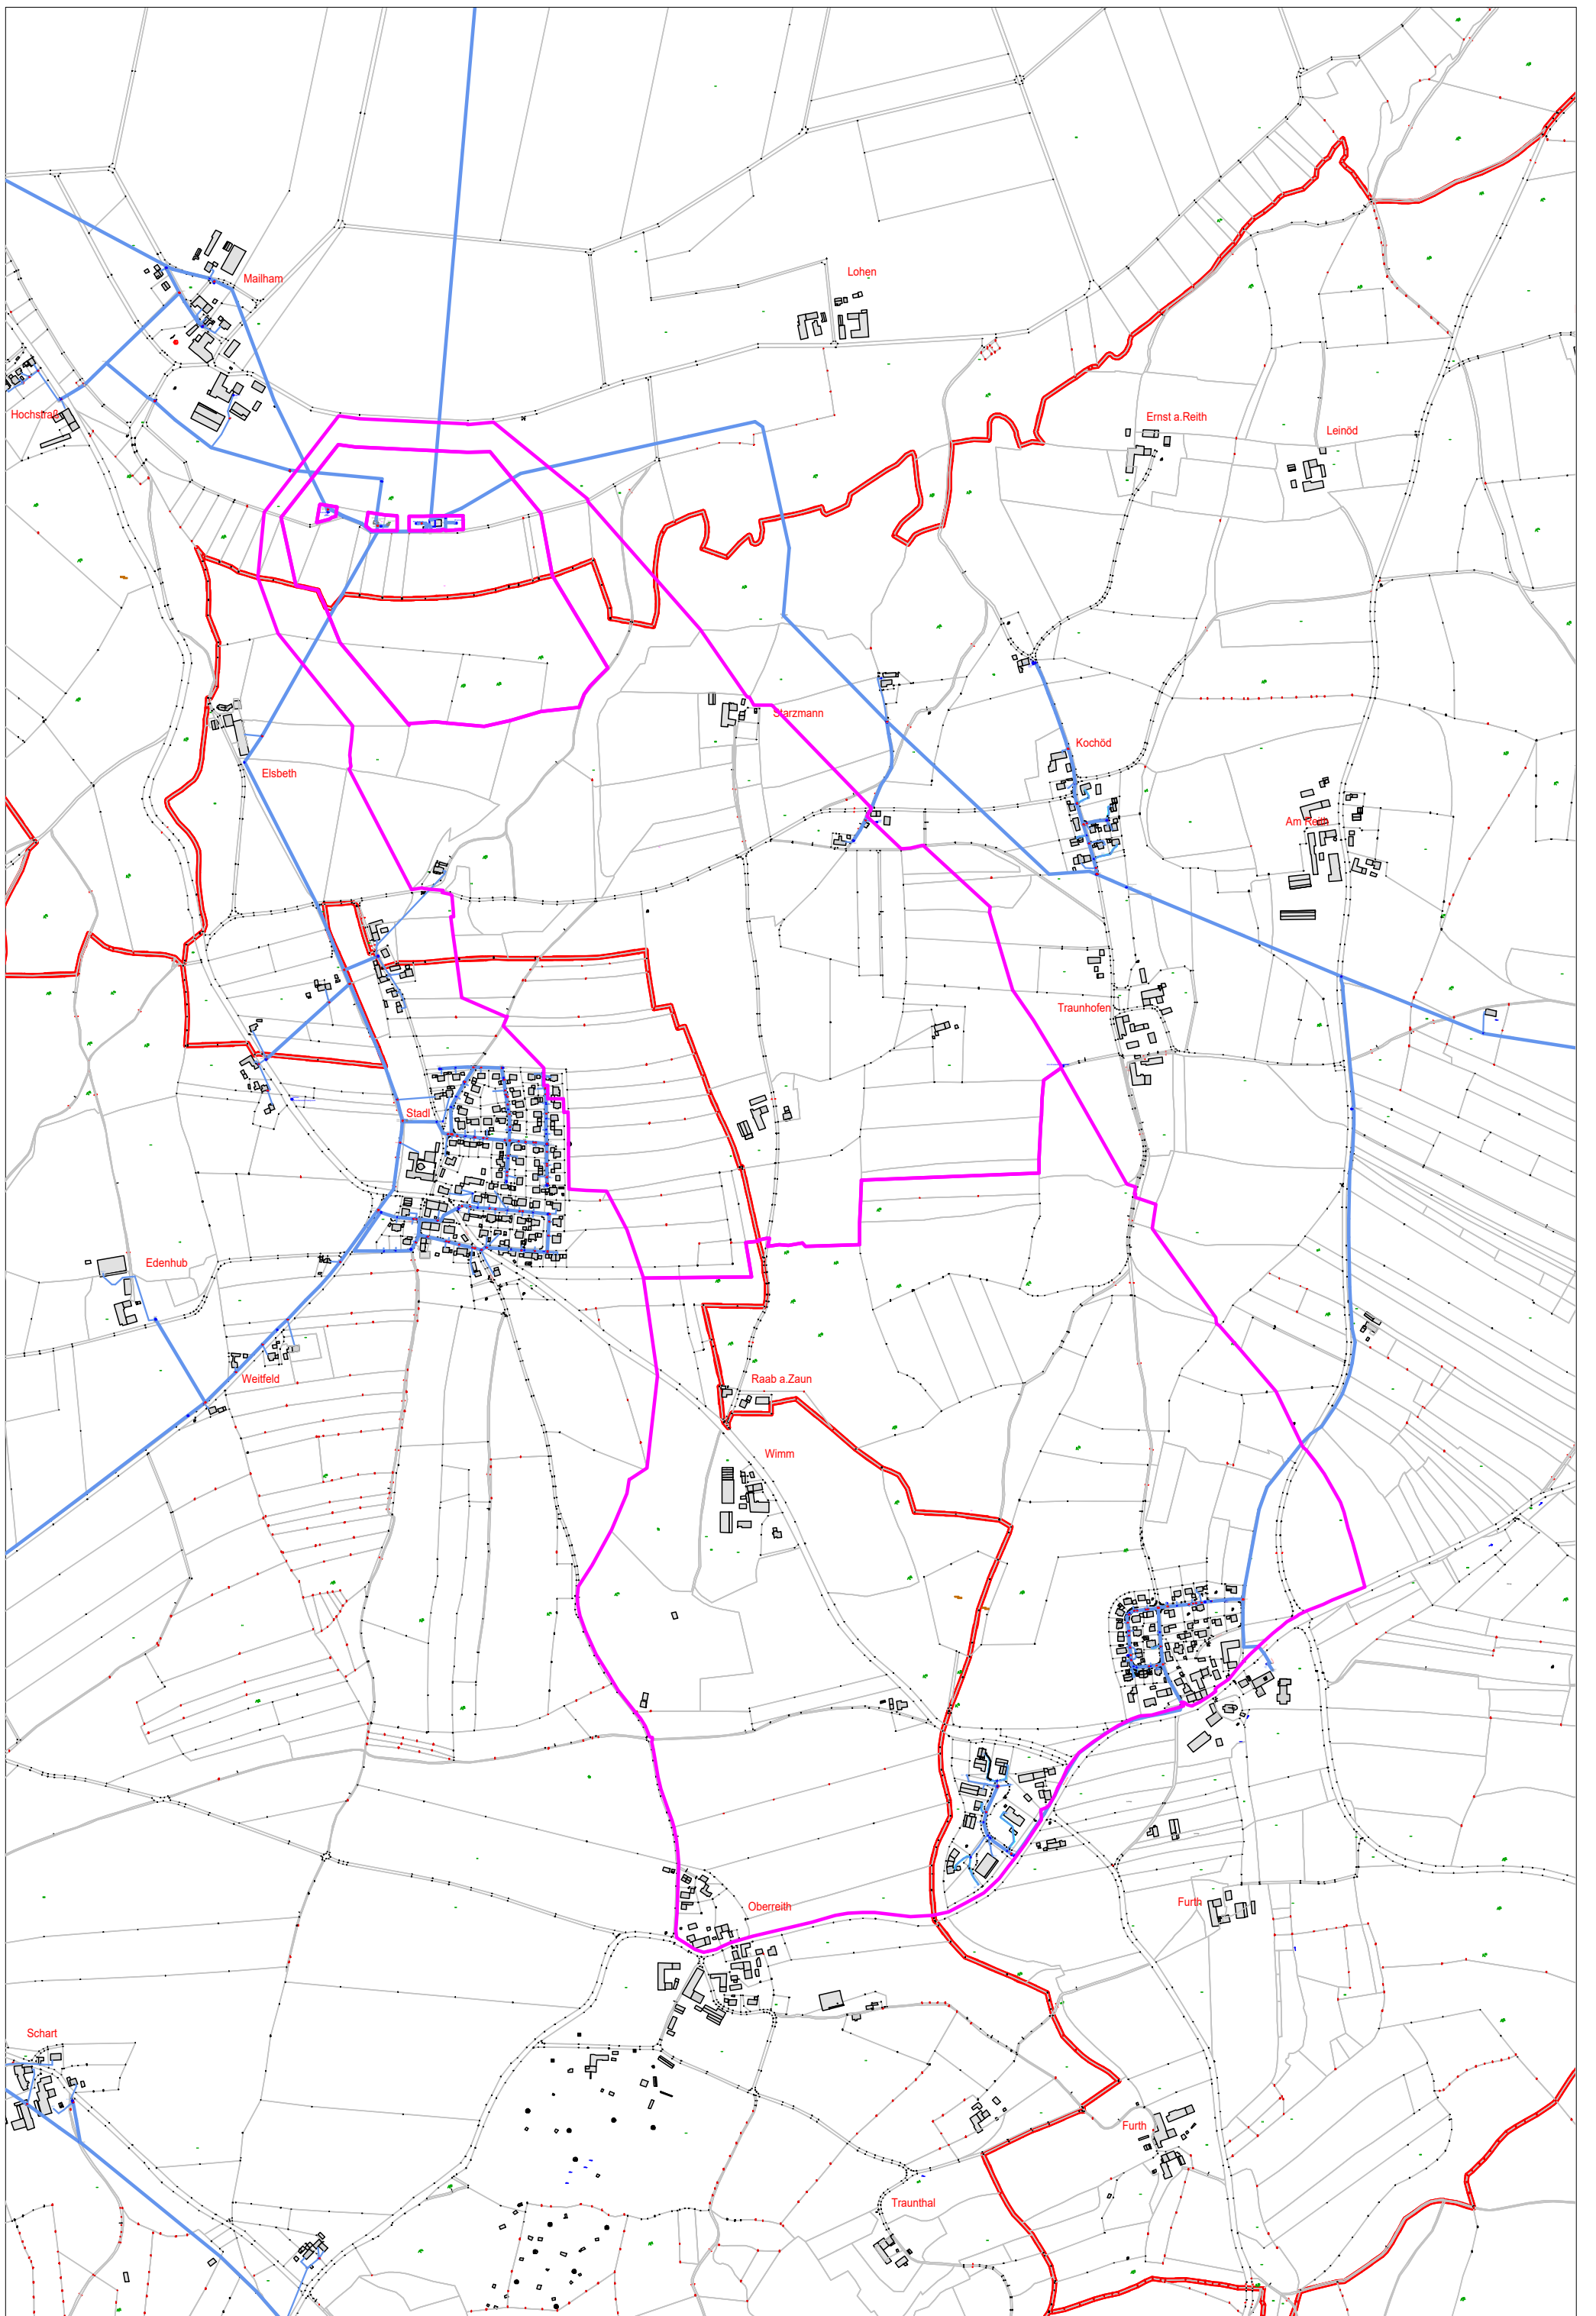 Lohen
Mailham
Hochstraß
Ernst a.Reith
Leinöd
Starzmann
Kochöd
Elsbeth
Am Reith
Traunhofen
Stadl
Edenhub
Weitfeld
Raab a.Zaun
Wimm
Furth
Oberreith
Schart
Furth
Traunthal